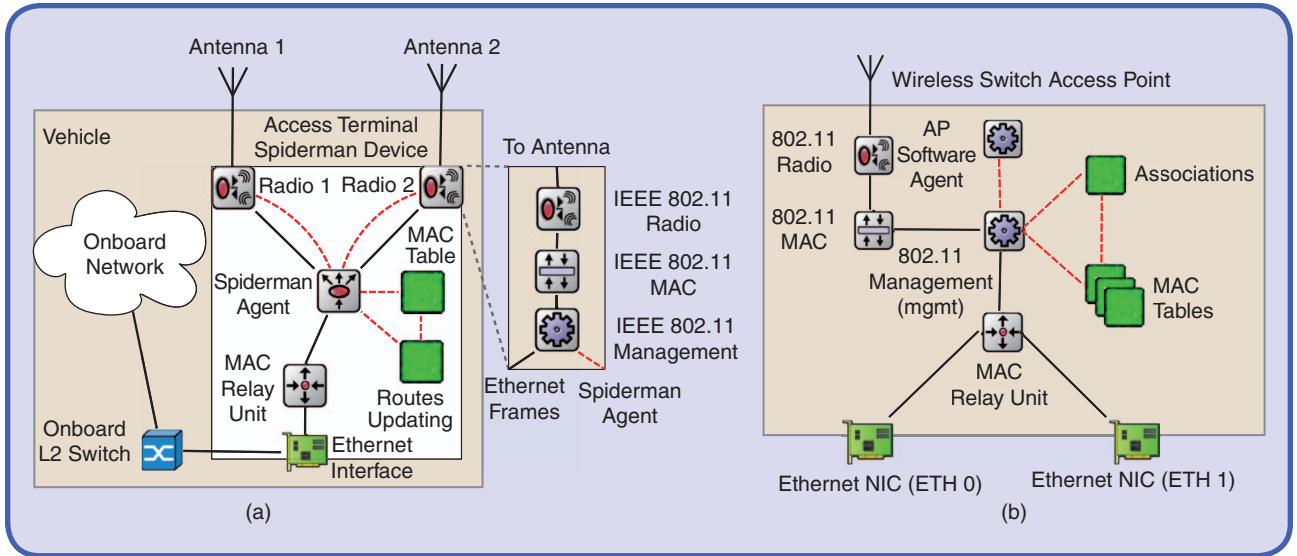 Antenna 1
Antenna 2
Vehicle
Access Terminal
Spiderman Device
Radio 1
Radio 2
Onboard
Network
MAC
Table
Spiderman
Agent
MAC
Relay
Unit
Routes
Updating
Onboard
L2 Switch
Ethernet
Interface
To Antenna
IEEE 802.11
Radio
IEEE 802.11
MAC
IEEE 802.11
Management
Ethernet
Frames
Spiderman
Agent
(a)
Wireless Switch Access Point
802.11
Radio
AP
Software
Agent
Associations
802.11
MAC
802.11
Management
(mgmt)
MAC
Tables
MAC
Relay Unit
Ethernet NIC (ETH 0)
Ethernet NIC (ETH 1)
(b)